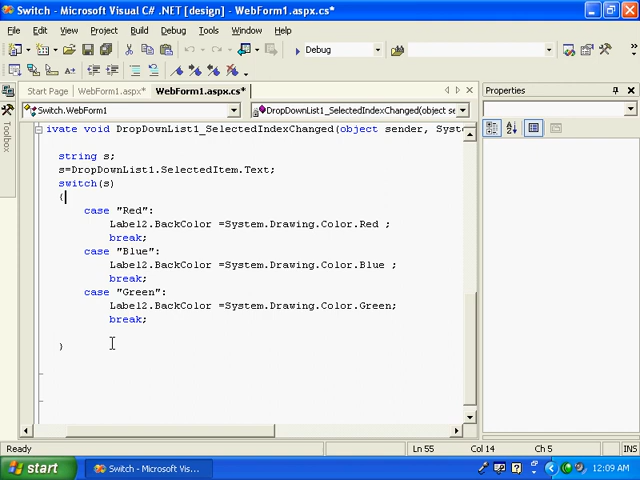 Switch - Microsoft Visual C# .NET [design] - WebForm1.aspx.cs*
File Edit View Project Build Debug Tools Window Help
Debug
Start Page WebForm1.aspx* WebForm1.aspx.cs* Properties
Switch.WebForm1 DropDownList1_SelectedIndexChanged(object se
Toolbox
ivate void DropDownList1_SelectedIndexChanged(object sender, Syste
string s;
s=DropDownList1.SelectedItem.Text;
switch(s)
{
case "Red":
Label2.BackColor =System.Drawing.Color.Red ;
break;
case "Blue":
Label2.BackColor =System.Drawing.Color.Blue ;
break;
case "Green":
Label2.BackColor =System.Drawing.Color.Green;
break;
}
Ready Ln 55 Col 14 Ch 5 INS
start Switch - Microsoft Vis... 12:09 AM